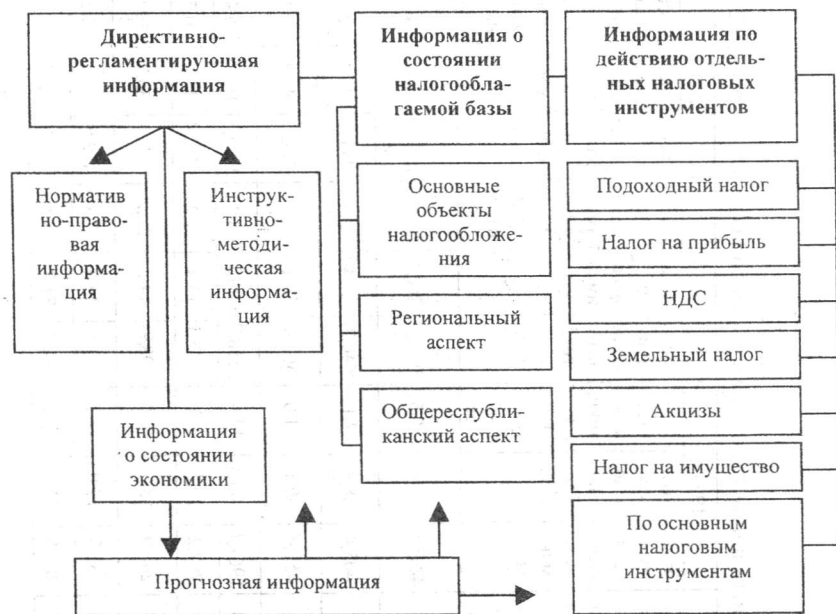 Директивно-
регламентирующая
информация
Информация о
состоянии
налогообла-
гаемой базы
Информация по
действию отдель-
ных налоговых
инструментов
Норматив
но-право-
вая
информа-
ция
Инструк-
тивно-
методи-
ческая
информа-
ция
Основные
объекты
налогообложе-
ния
Региональный
аспект
Общереспубли-
канский аспект
Подоходный налог
Налог на прибыль
НДС
Земельный налог
Акцизы
Налог на имущество
По основным
налоговым
инструментам
Информация
о состоянии
экономики
Прогнозная информация